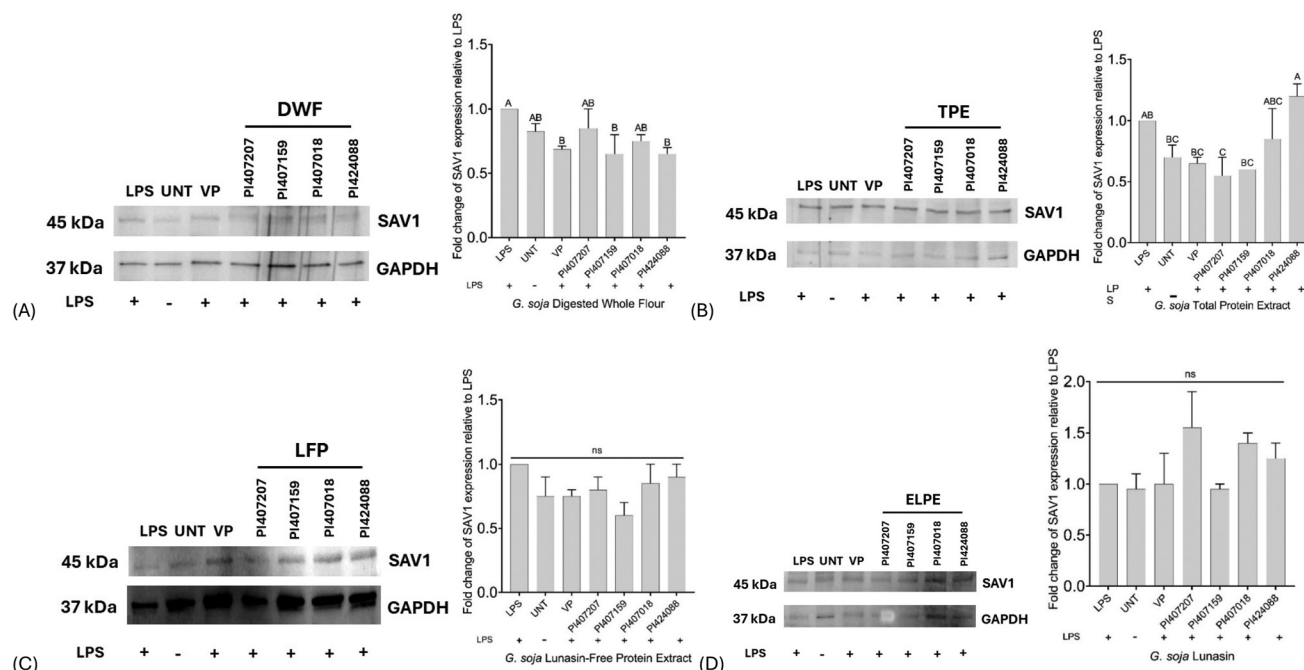 DWF
PI407207
PI407159
PI407018
PI424088
LPS UNT VP
45 kDa SAV1
37 kDa GAPDH
LPS + - + + + + +
(A)
Fold change of SAV1 expression relative to LPS
1.5
1.0
0.5
0.0
A AB B AB B AB B
LPS UNT VP PI407207 PI407159 PI407018 PI424088
LPS + - + + + + +
G. soja Digested Whole Flour
TPE
PI407207
PI407159
PI407018
PI424088
LPS UNT VP
45 kDa SAV1
37 kDa GAPDH
LPS + - + + + + +
(B)
Fold change of SAV1 expression relative to LPS
1.5
1.0
0.5
0.0
AB BC BC C BC ABC A
LPS UNT VP PI407207 PI407159 PI407018 PI424088
LP + - + + + + +
S
G. soja Total Protein Extract
LFP
PI407207
PI407159
PI407018
PI424088
LPS UNT VP
45 kDa SAV1
37 kDa GAPDH
LPS + - + + + + +
(C)
Fold change of SAV1 expression relative to LPS
1.5
1.0
0.5
0.0
ns
LPS UNT VP PI407207 PI407159 PI407018 PI424088
LPS + - + + + + +
G. soja Lunasin-Free Protein Extract
ELPE
PI407207
PI407159
PI407018
PI424088
LPS UNT VP
45 kDa SAV1
37 kDa GAPDH
LPS + - + + + + +
(D)
Fold change of SAV1 expression relative to LPS
2.0
1.5
1.0
0.5
0.0
ns
LPS UNT VP PI407207 PI407159 PI407018 PI424088
LPS + - + + + + +
G. soja Lunasin